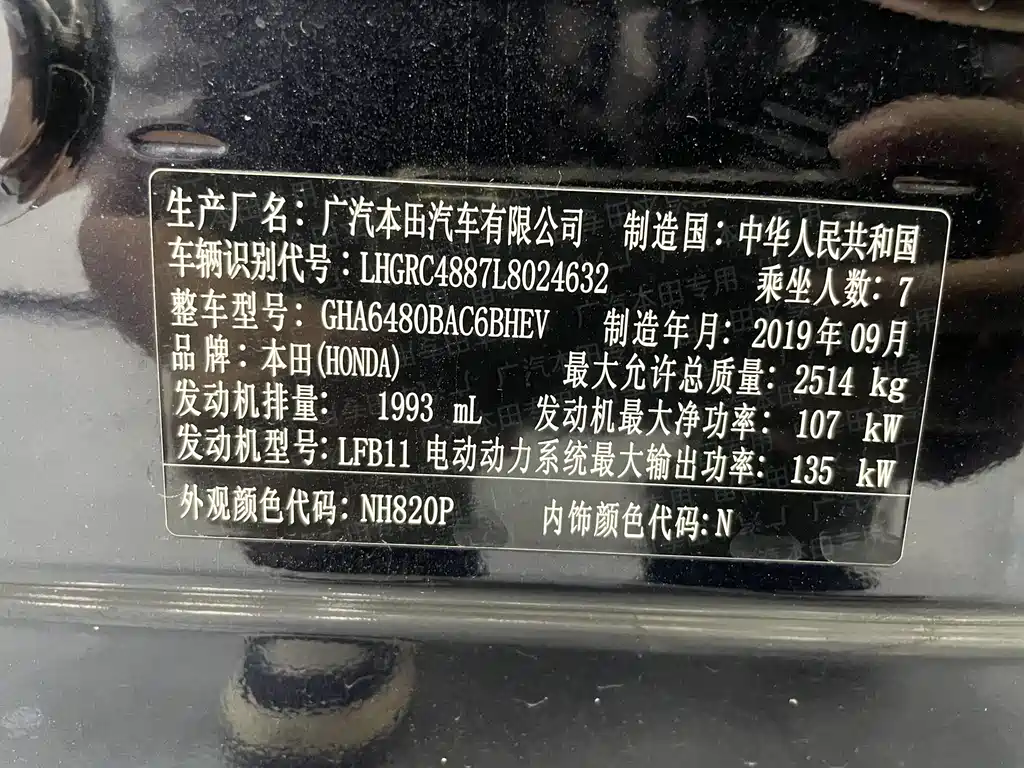 生产厂名：广汽本田汽车有限公司 制造国：中华人民共和国
车辆识别代号：LHGRC4887L8024632 乘坐人数：7
整车型号：GHA6480BAC6BHEV 制造年月：2019年09月
品牌：本田(HONDA) 最大允许总质量：2514 kg
发动机排量： 1993 mL 发动机最大净功率：107 kW
发动机型号：LFB11 电动动力系统最大输出功率：135 kW
外观颜色代码：NH820P 内饰颜色代码：N